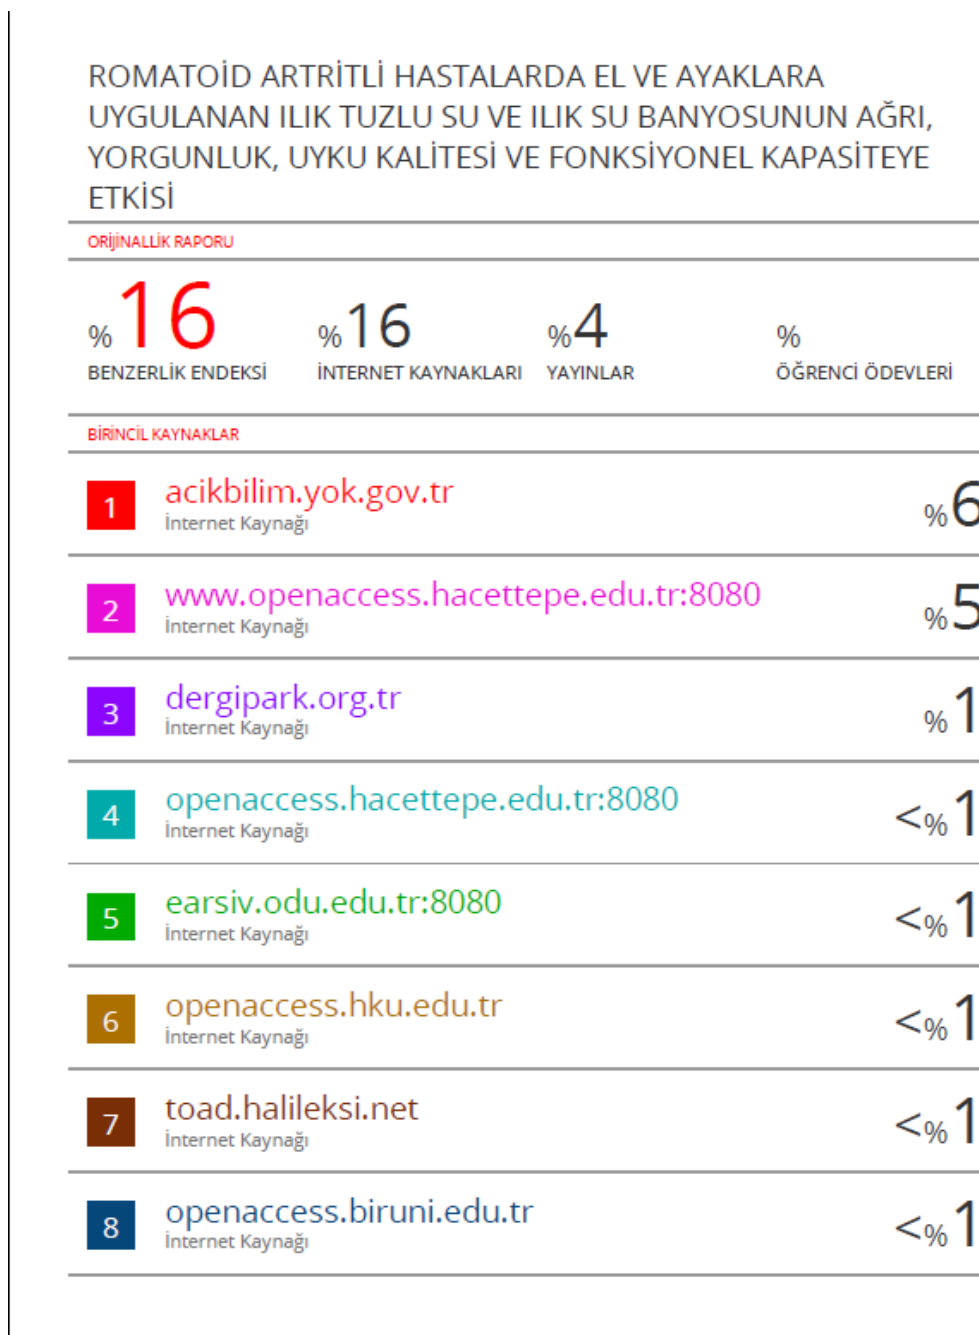 ROMATOİD ARTRİTLİ HASTALARDA EL VE AYAKLARA
UYGULANAN ILIK TUZLU SU VE ILIK SU BANYOSUNUN AĞRI,
YORGUNLUK, UYKU KALİTESİ VE FONKSİYONEL KAPASİTEYE
ETKİSİ
ORİJİNALLİK RAPORU
%16 %16 %4 %
BENZERLİK ENDEKSİ İNTERNET KAYNAKLARI YAYINLAR ÖĞRENCİ ÖDEVLERİ
BİRİNCİL KAYNAKLAR
1 acikbilim.yok.gov.tr %6
İnternet Kaynağı
2 www.openaccess.hacettepe.edu.tr:8080 %5
İnternet Kaynağı
3 dergipark.org.tr %1
İnternet Kaynağı
4 openaccess.hacettepe.edu.tr:8080 <%1
İnternet Kaynağı
5 earsiv.odu.edu.tr:8080 <%1
İnternet Kaynağı
6 openaccess.hku.edu.tr <%1
İnternet Kaynağı
7 toad.halileksi.net <%1
İnternet Kaynağı
8 openaccess.biruni.edu.tr <%1
İnternet Kaynağı